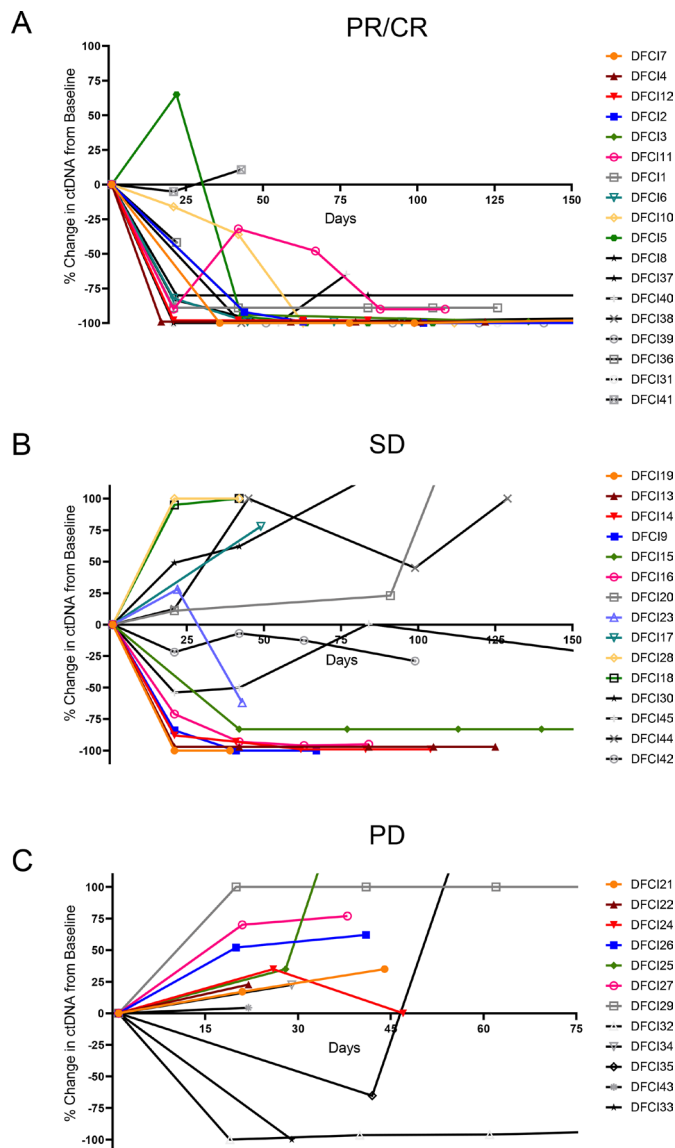 A
PR/CR
% Change in ctDNA from Baseline
100
75
50
25
0
-25
-50
-75
-100
25
50
75
100
125
150
Days
DFCI7
DFCI4
DFCI12
DFCI2
DFCI3
DFCI11
DFCI1
DFCI6
DFCI10
DFCI5
DFCI8
DFCI37
DFCI40
DFCI38
DFCI39
DFCI36
DFCI31
DFCI41
B
SD
% Change in ctDNA from Baseline
100
75
50
25
0
-25
-50
-75
-100
25
50
75
100
125
150
Days
DFCI19
DFCI13
DFCI14
DFCI9
DFCI15
DFCI16
DFCI20
DFCI23
DFCI17
DFCI28
DFCI18
DFCI30
DFCI45
DFCI44
DFCI42
C
PD
% Change in ctDNA from Baseline
100
75
50
25
0
-25
-50
-75
-100
15
30
45
60
75
Days
DFCI21
DFCI22
DFCI24
DFCI26
DFCI25
DFCI27
DFCI29
DFCI32
DFCI34
DFCI35
DFCI43
DFCI33